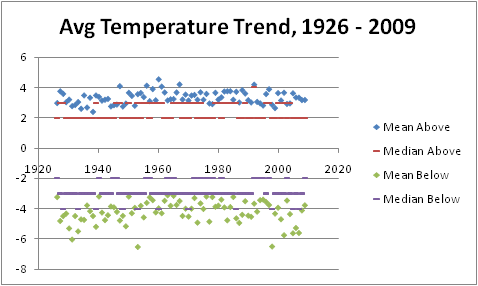 Avg Temperature Trend, 1926 - 2009
6
4
2
0
1920 1940 1960 1980 2000 2020
-2
-4
-6
-8
Mean Above
Median Above
Mean Below
Median Below